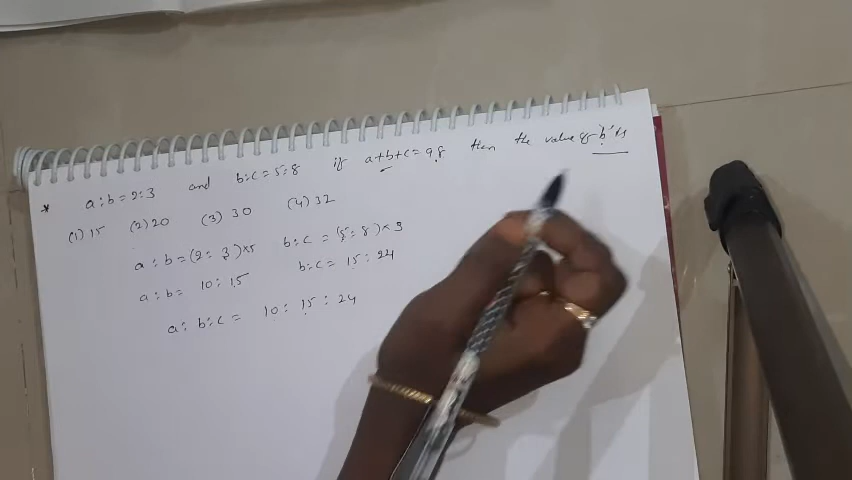 * a:b = 2:3 and b:c = 5:8 if a+b+c = 98 then the value of 'b' is
(1) 15 (2) 20 (3) 30 (4) 32
a:b = (2:3)×5 b:c = (5:8)×3
a:b = 10:15 b:c = 15:24
a:b:c = 10:15:24